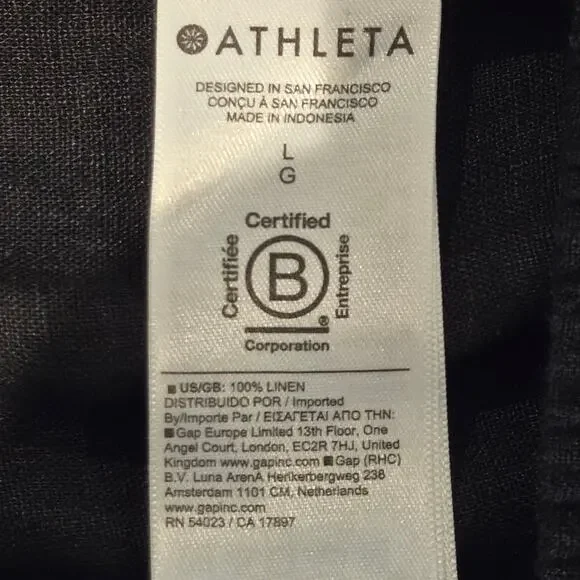 ATHLETA
DESIGNED IN SAN FRANCISCO
CONÇU À SAN FRANCISCO
MADE IN INDONESIA
L
G
Certified
Certifiée
B
Entreprise
®
Corporation
US/GB: 100% LINEN
DISTRIBUIDO POR / Imported
By/Importe Par / ΕΙΣΑΓΕΤΑΙ ΑΠΟ ΤΗΝ:
Gap Europe Limited 13th Floor, One
Angel Court, London, EC2R 7HJ, United
Kingdom www.gapinc.com Gap (RHC)
B.V. Luna ArenA Herikerbergweg 238
Amsterdam 1101 CM, Netherlands
www.gapinc.com
RN 54023 / CA 17897